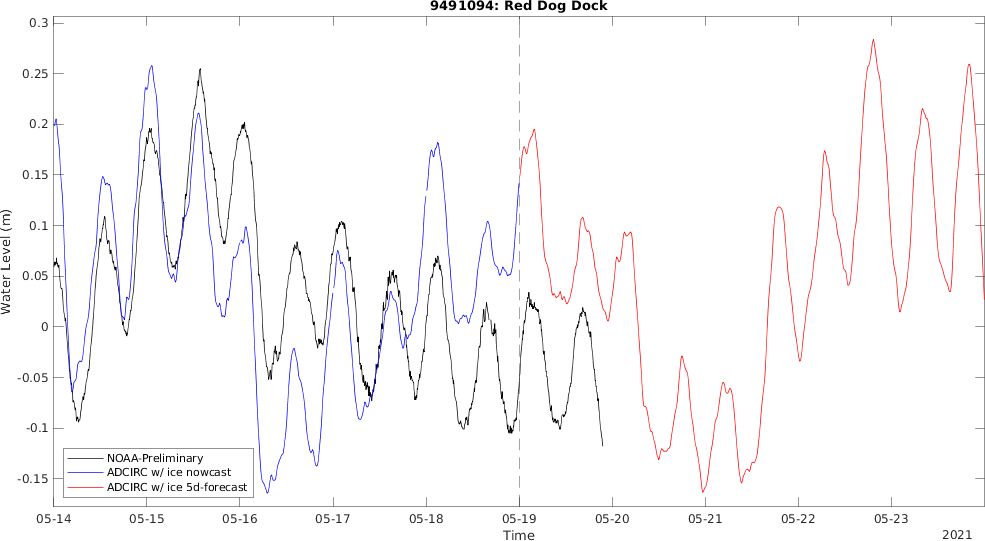 9491094: Red Dog Dock
0.3
0.25
0.2
0.15
0.1
0.05
0
-0.05
-0.1
-0.15
Water Level (m)
NOAA-Preliminary
ADCIRC w/ ice nowcast
ADCIRC w/ ice 5d-forecast
05-14 05-15 05-16 05-17 05-18 05-19 05-20 05-21 05-22 05-23
Time
2021